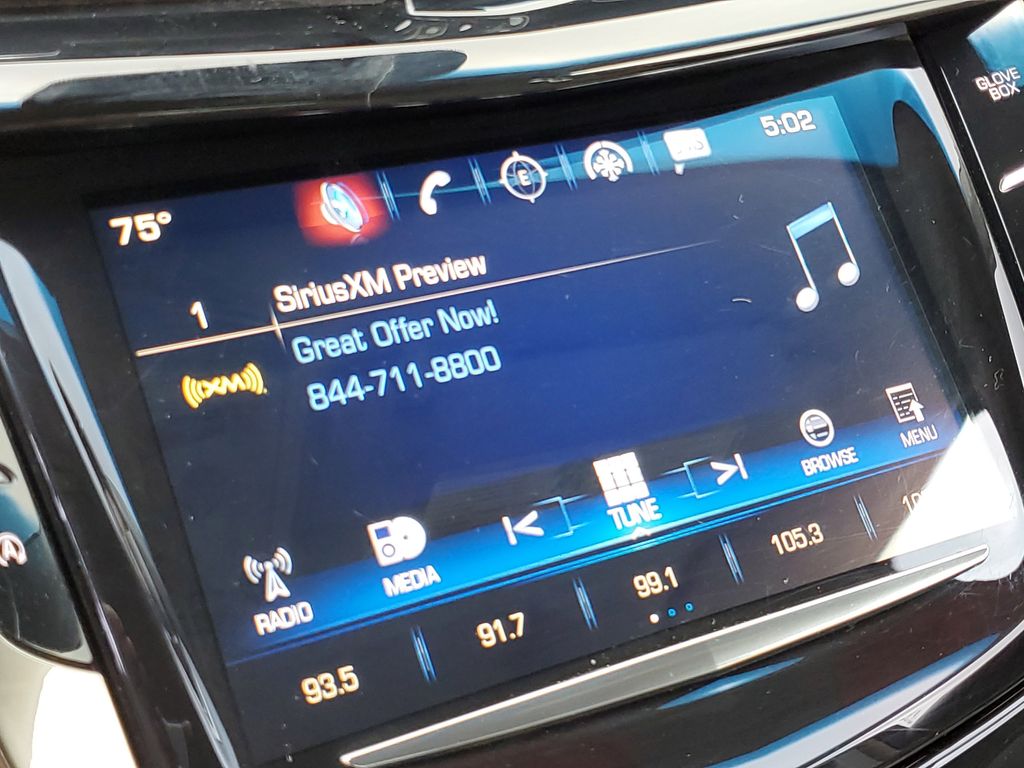 GLOVE
BOX
5:02
75°
E
1
SiriusXM Preview
Great Offer Now!
844-711-8800
((XM))
MENU
BROWSE
TUNE
MEDIA
RADIO
93.5
91.7
99.1
105.3
A